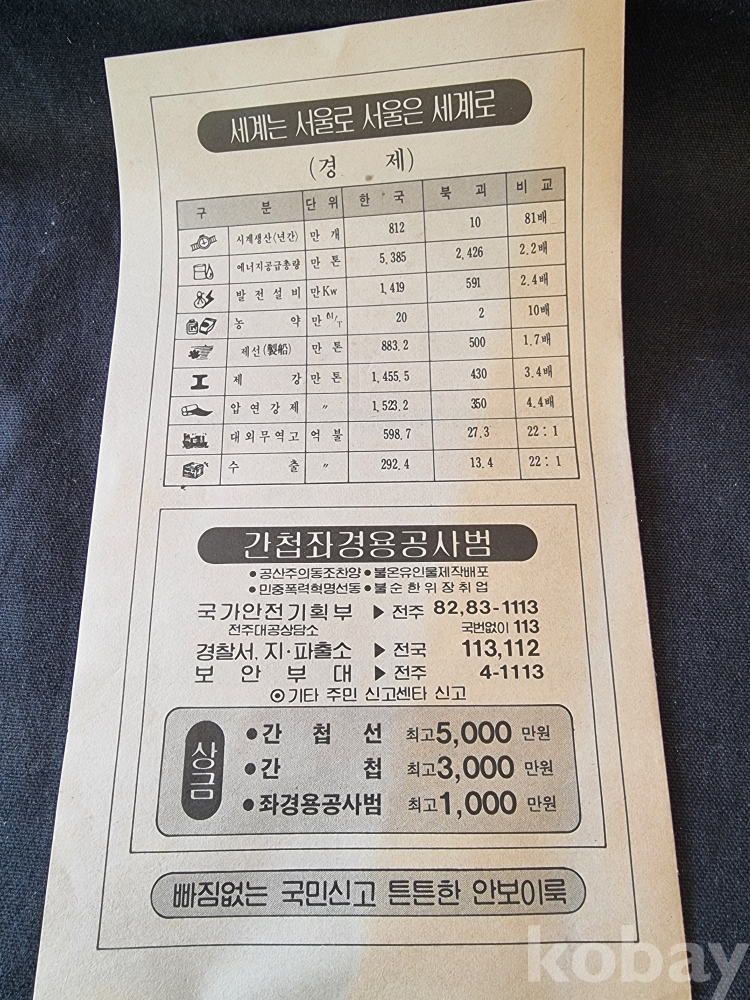 세계는 서울로 서울은 세계로
(경 제)
구 분 단 위 한 국 북 괴 비 교
시계생산(년간) 만 개 812 10 81배
에너지공급총량 만 톤 5,385 2,426 2.2배
발 전 설 비 만Kw 1,419 591 2.4배
농 약 만 M/T 20 2 10배
제선(製船) 만 톤 883.2 500 1.7배
제 강 만 톤 1,455.5 430 3.4배
압 연 강 제 〃 1,523.2 350 4.4배
대외무역고 억 불 598.7 27.3 22 : 1
수 출 〃 292.4 13.4 22 : 1
간첩좌경용공사범
●공산주의동조찬양 ●불온유인물제작배포
●민중폭력혁명선동 ●불순한위장취업
국가안전기획부 ▶ 전주 82,83-1113
전주대공상담소 국번없이 113
경찰서, 지·파출소 ▶ 전국 113,112
보 안 부 대 ▶ 전주 4-1113
⊙기타 주민 신고센타 신고
상금
●간 첩 선 최고5,000 만원
●간 첩 최고3,000 만원
●좌경용공사범 최고1,000 만원
빠짐없는 국민신고 튼튼한 안보이룩
kobay